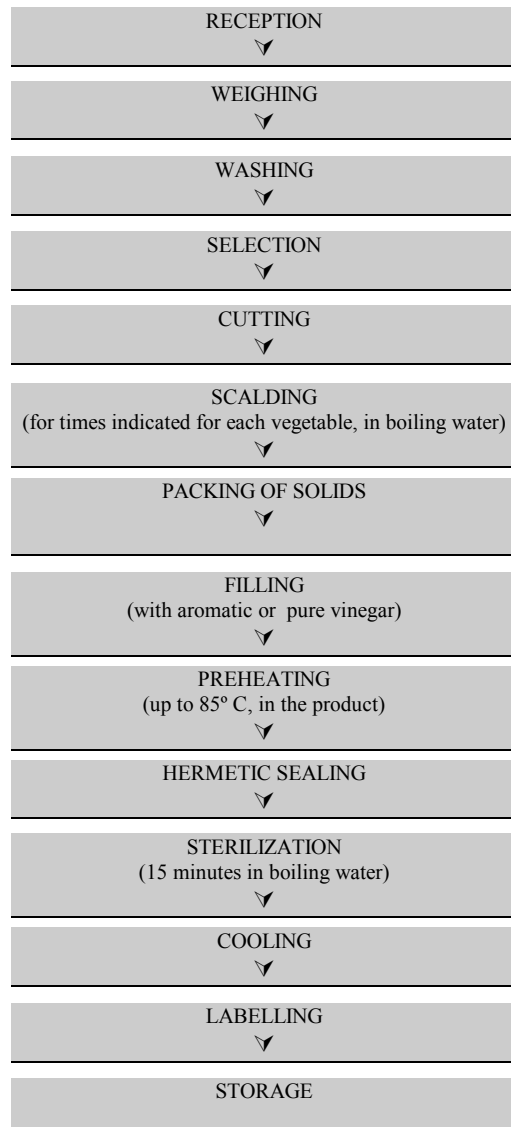 RECEPTION
⮟
WEIGHING
⮟
WASHING
⮟
SELECTION
⮟
CUTTING
⮟
SCALDING
(for times indicated for each vegetable, in boiling water)
⮟
PACKING OF SOLIDS
⮟
FILLING
(with aromatic or pure vinegar)
⮟
PREHEATING
(up to 85º C, in the product)
⮟
HERMETIC SEALING
⮟
STERILIZATION
(15 minutes in boiling water)
⮟
COOLING
⮟
LABELLING
⮟
STORAGE